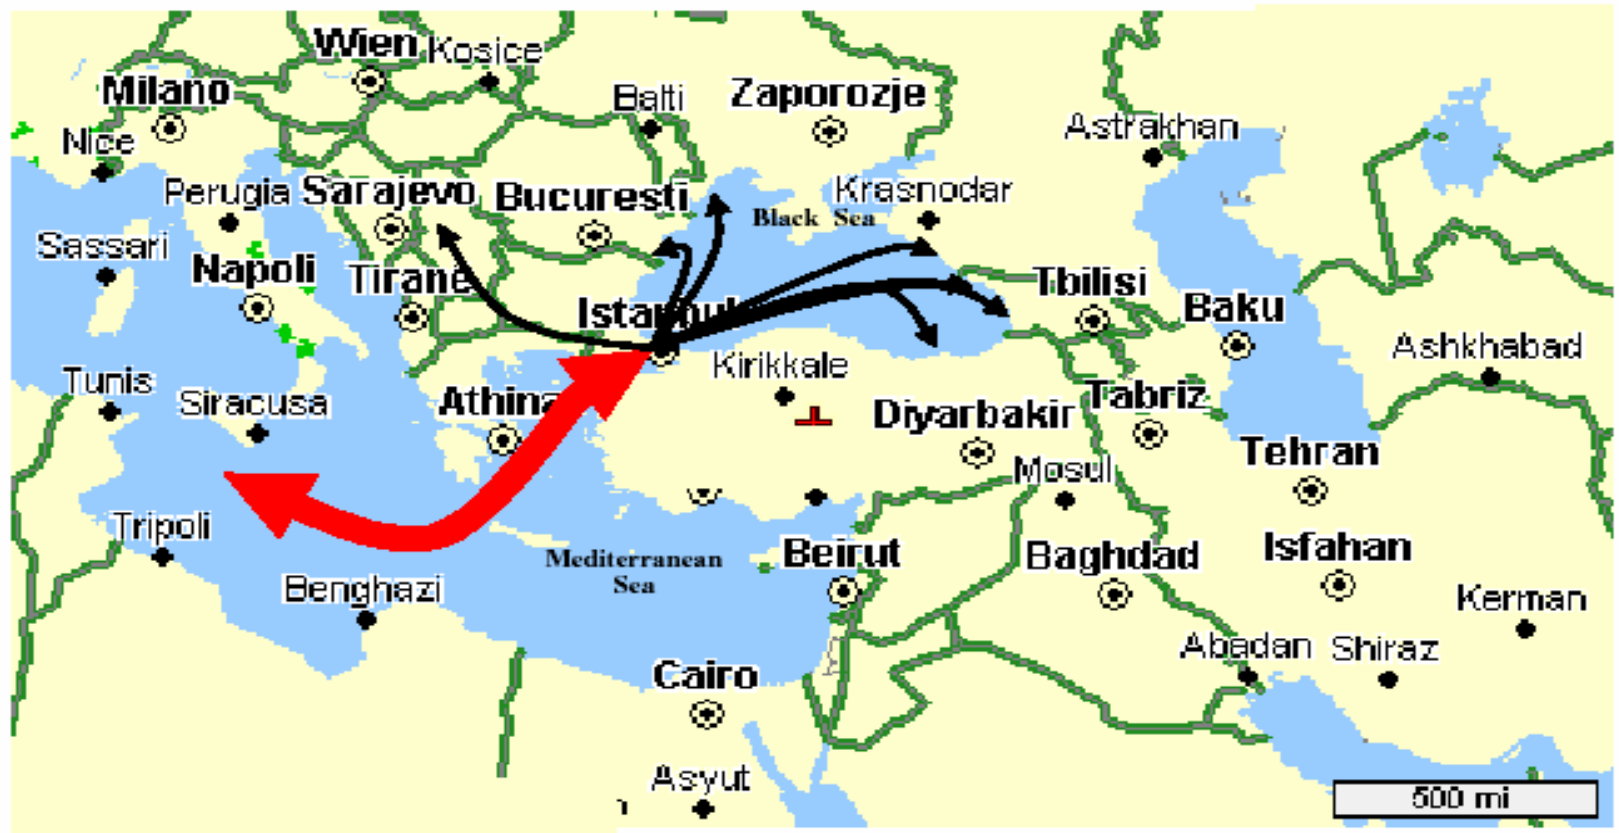 Wien
Kosice
Milano
Balti
Zaporozje
Nice
Astrakhan
Perugia
Sarajevo
Bucuresti
Krasnodar
Black Sea
Sassari
Napoli
Tirane
Istanbul
Tbilisi
Baku
Kirikkale
Ashkhabad
Tunis
Siracusa
Athina
Diyarbakir
Tabriz
Tehran
Mosul
Tripoli
Mediterranean
Sea
Beirut
Baghdad
Isfahan
Benghazi
Kerman
Abadan
Shiraz
Cairo
Asyut
500 mi